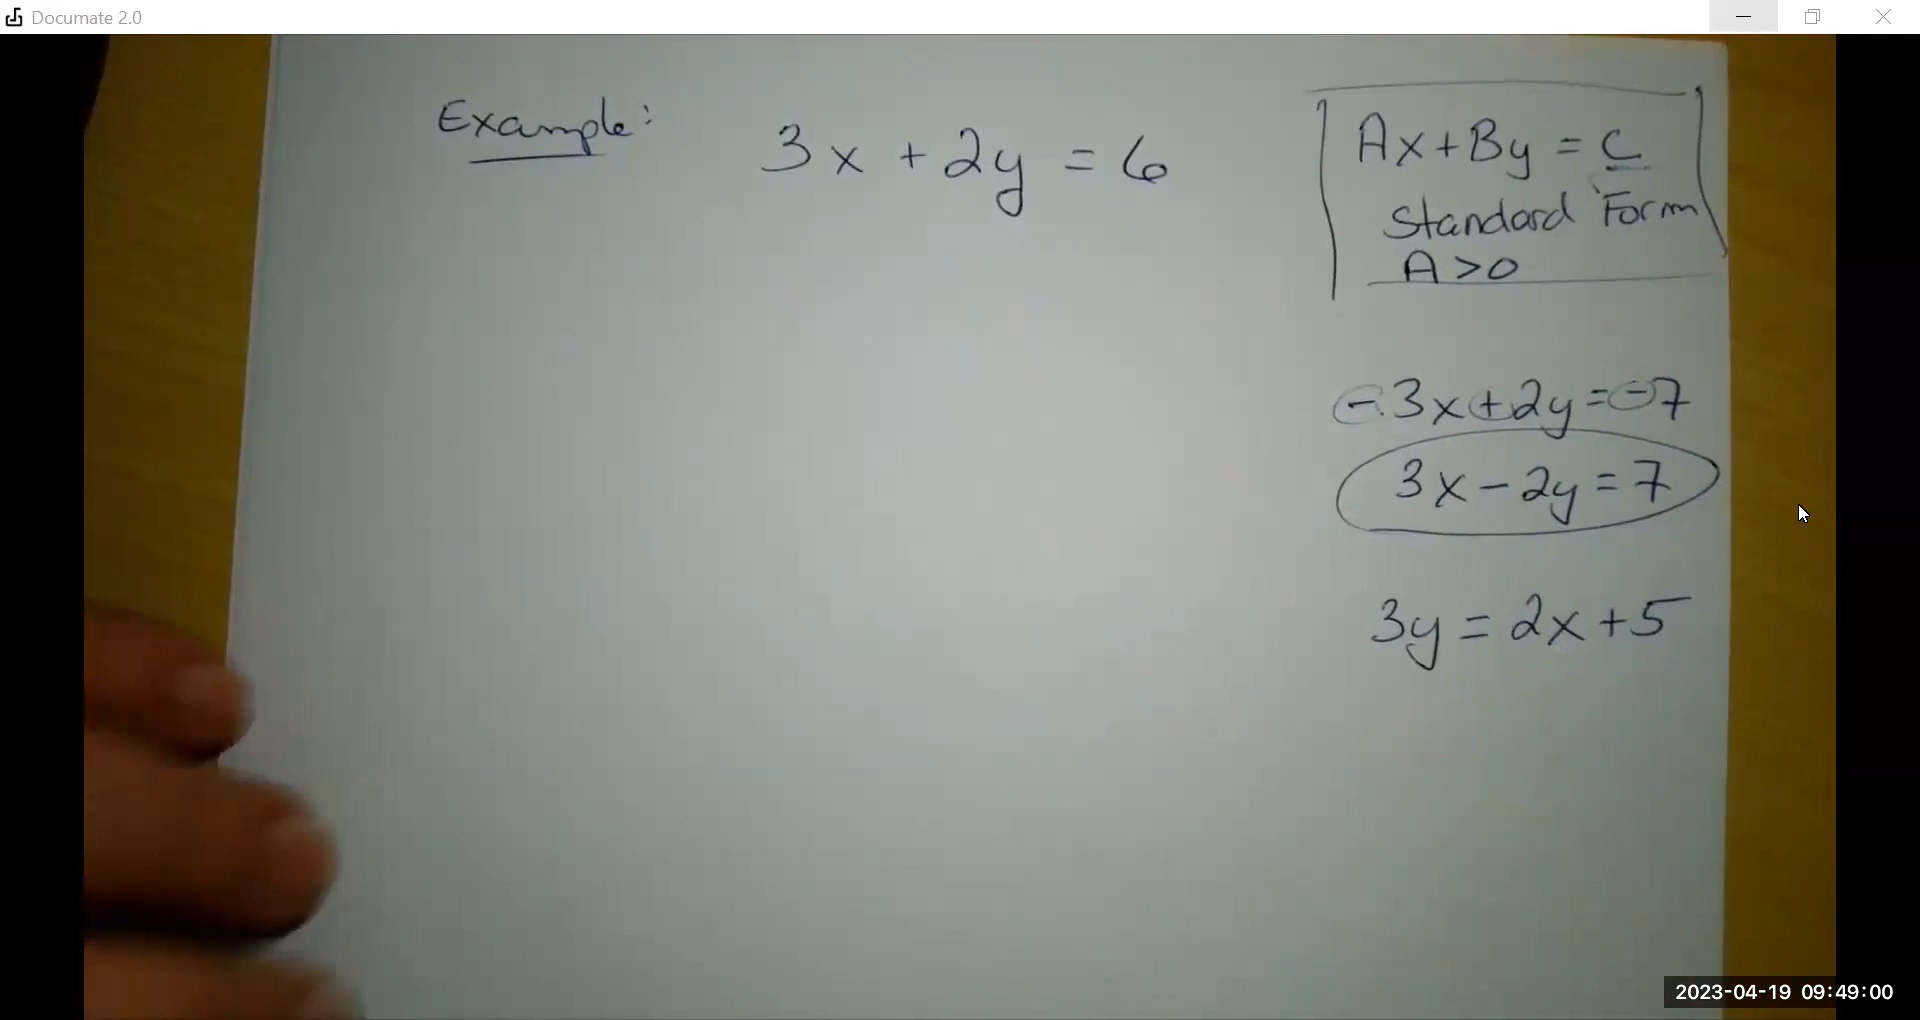 Documate 2.0
Example:
3x + 2y = 6
Ax + By = C
Standard Form
A > 0
-3x + 2y = -7
3x - 2y = 7
3y = 2x + 5
2023-04-19 09:49:00